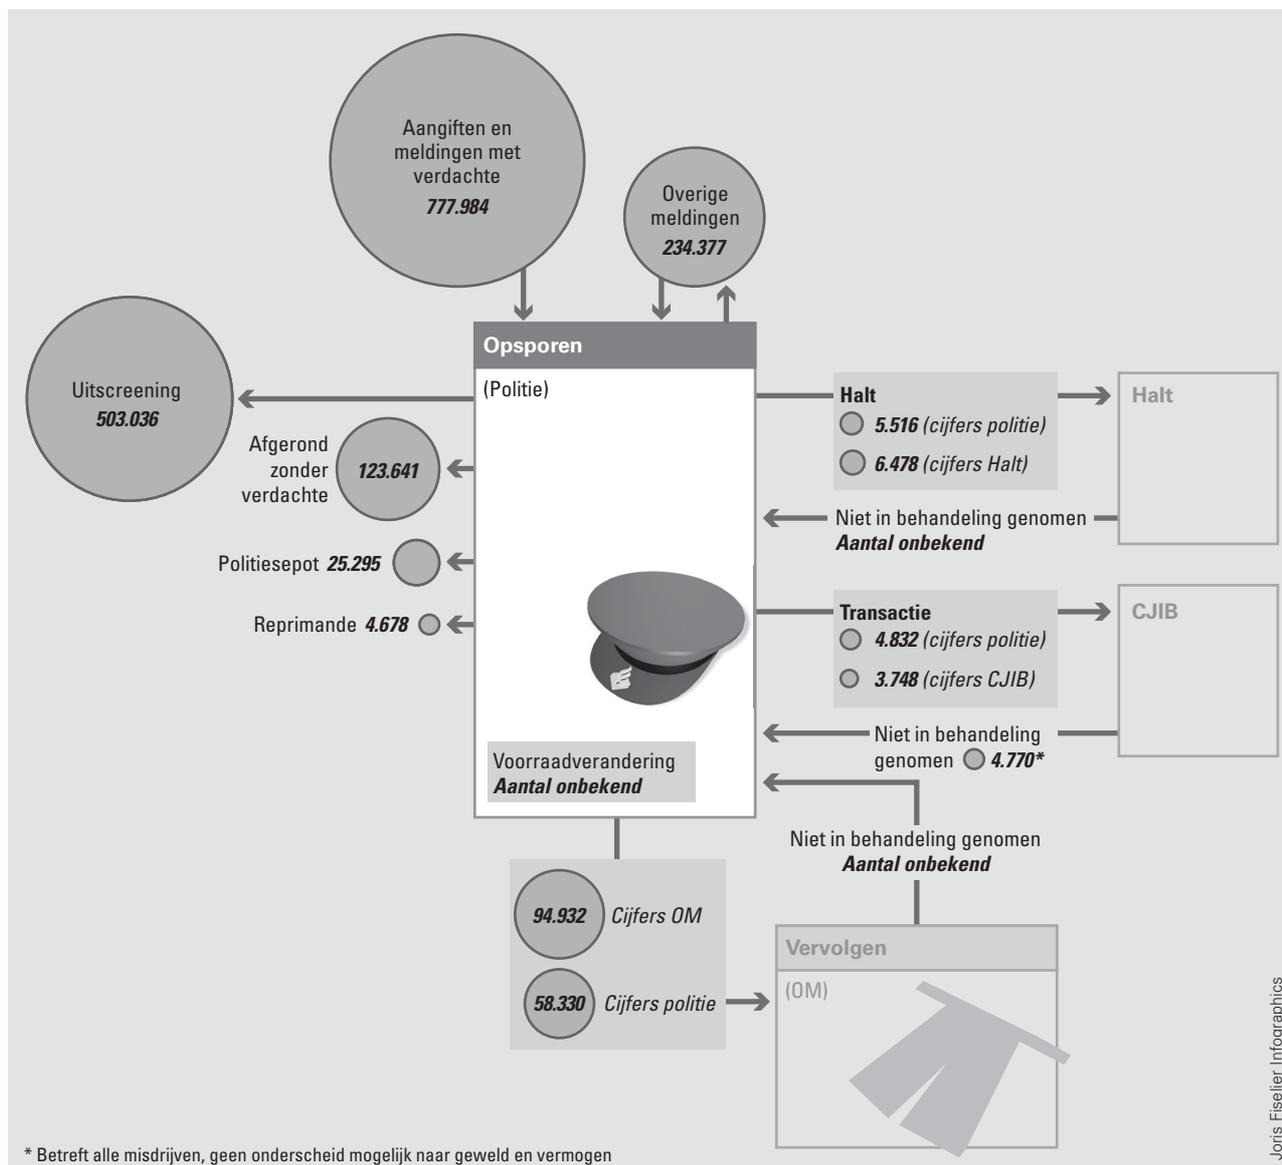 Aangiften en
meldingen met
verdachte
777.984
Overige
meldingen
234.377
Uitscreening
503.036
Opsporen
(Politie)
Afgerond
zonder
verdachte
123.641
Politiesepot 25.295
Reprimande 4.678
Halt
5.516 (cijfers politie)
6.478 (cijfers Halt)
Halt
Niet in behandeling genomen
Aantal onbekend
Transactie
4.832 (cijfers politie)
3.748 (cijfers CJIB)
CJIB
Niet in behandeling
genomen 4.770*
Voorraadverandering
Aantal onbekend
Niet in behandeling genomen
Aantal onbekend
94.932 Cijfers OM
58.330 Cijfers politie
Vervolgen
(OM)
Joris Fiselier Infographics
* Betreft alle misdrijven, geen onderscheid mogelijk naar geweld en vermogen